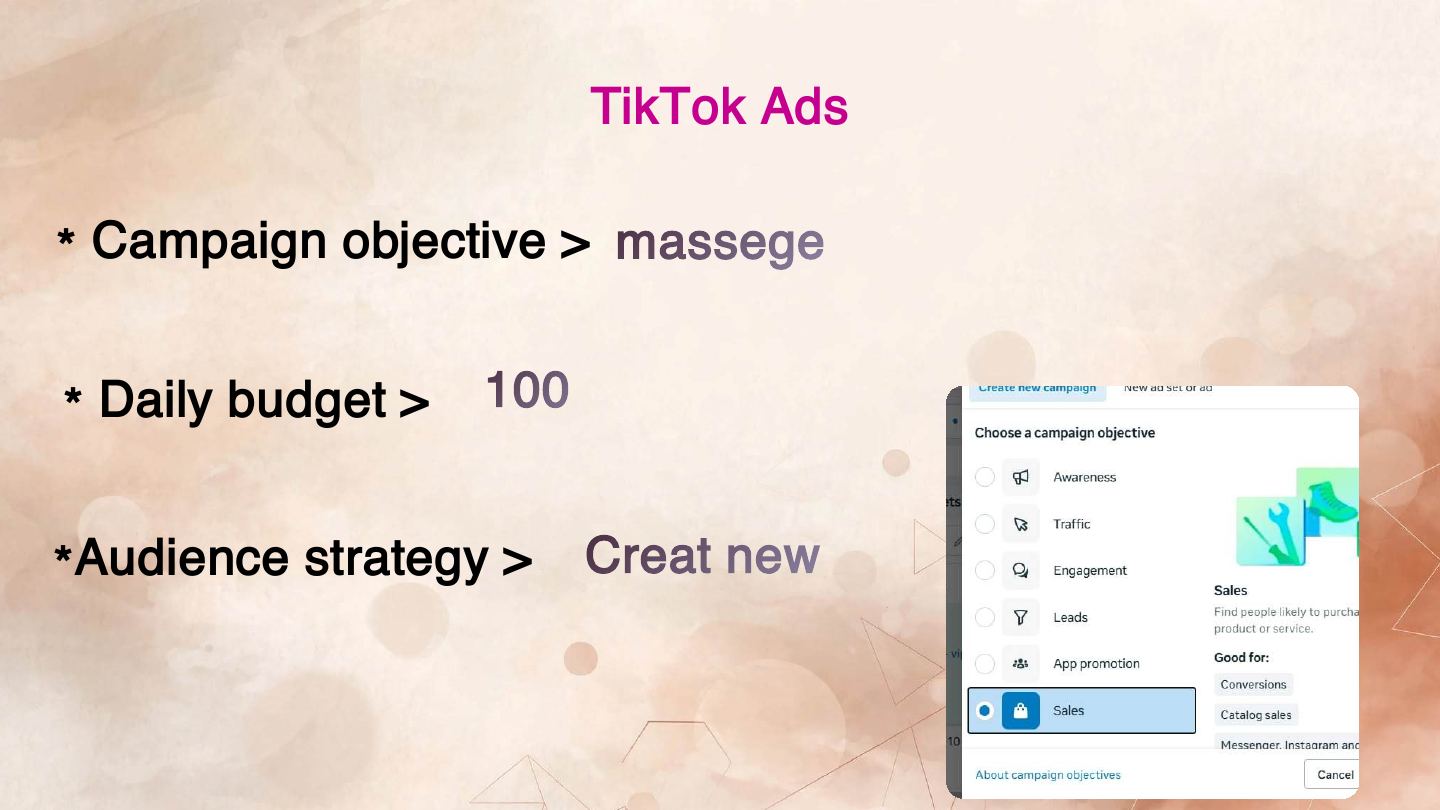 TikTok Ads
* Campaign objective > massege
* Daily budget > 100
*Audience strategy > Creat new
Create new campaign New ad set or ad
Choose a campaign objective
Awareness
Traffic
Engagement
Leads
App promotion
Sales
Sales
Find people likely to
product or service.
Good for:
Conversions
Catalog sales
Messenger, Instagram and
10
About campaign objectives
Cancel